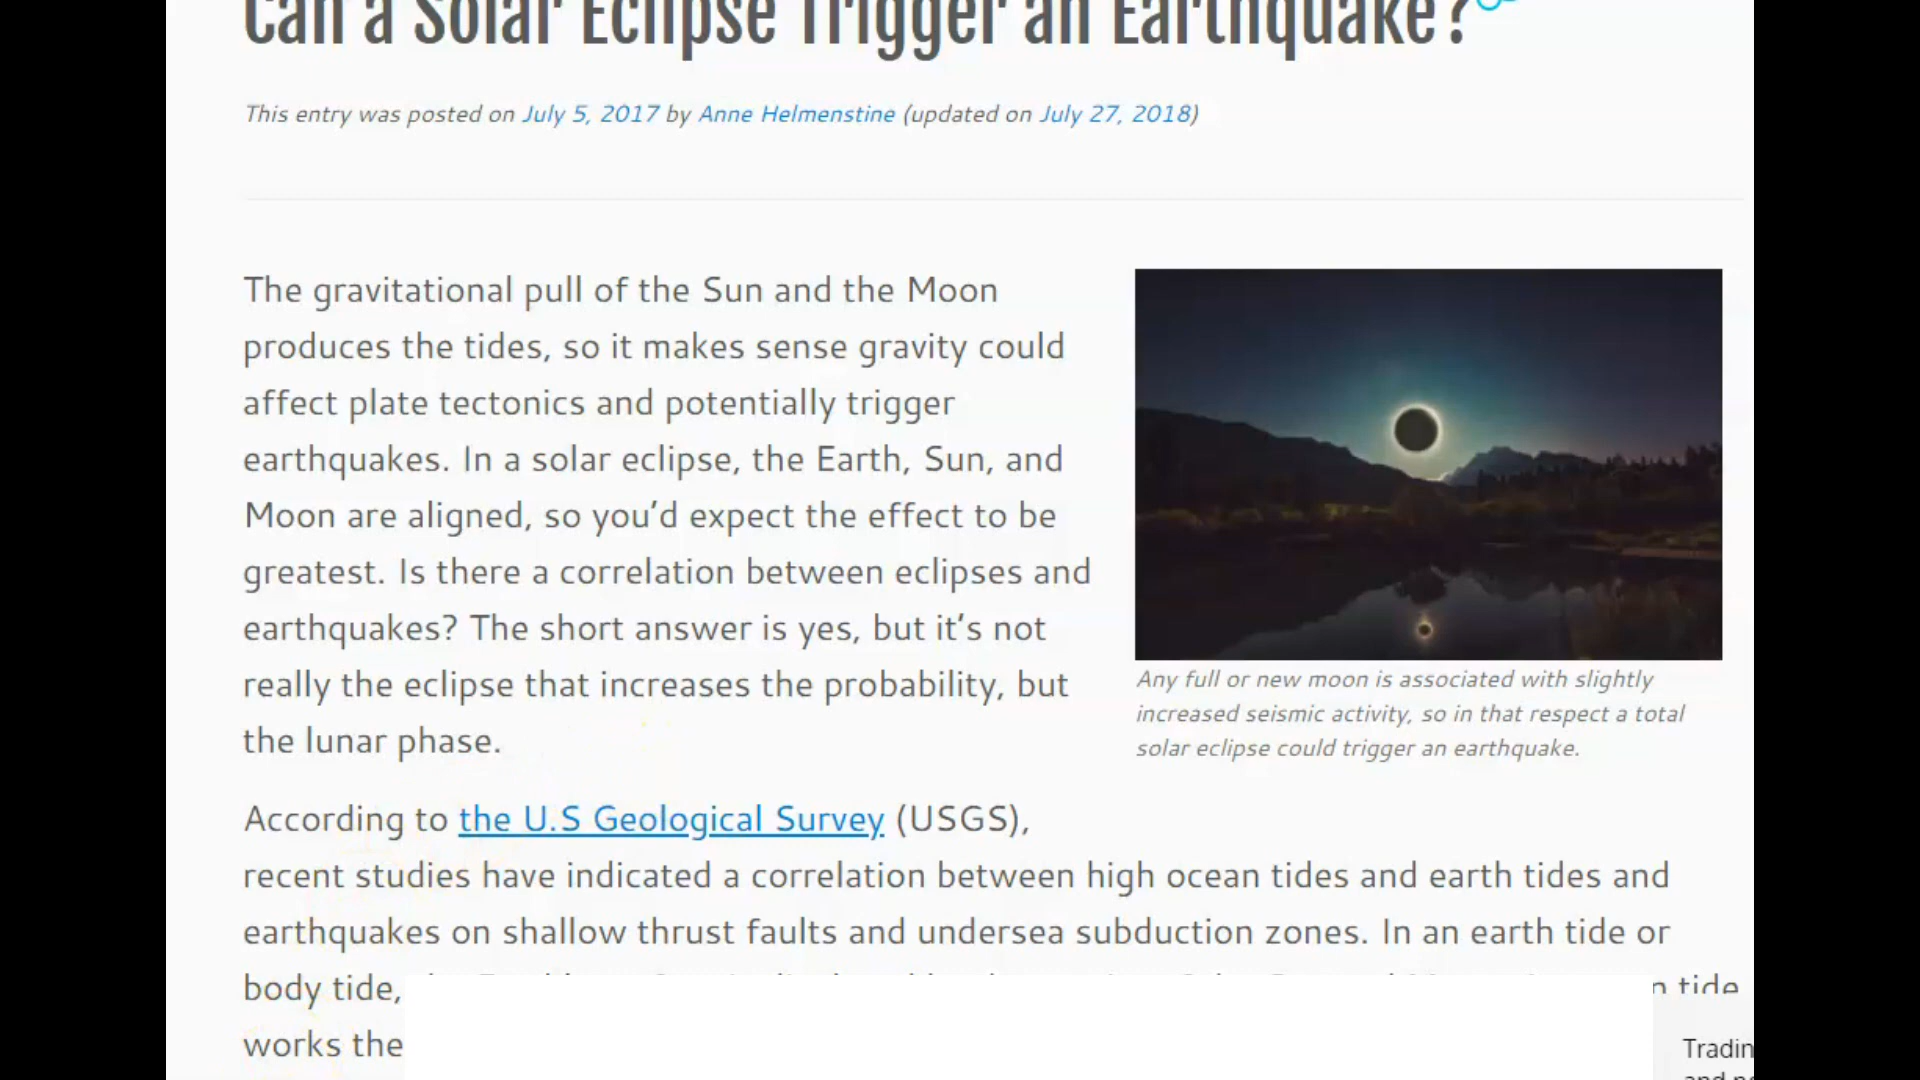 Can a Solar Eclipse Trigger an Earthquake?
This entry was posted on July 5, 2017 by Anne Helmenstine (updated on July 27, 2018)
The gravitational pull of the Sun and the Moon
produces the tides, so it makes sense gravity could
affect plate tectonics and potentially trigger
earthquakes. In a solar eclipse, the Earth, Sun, and
Moon are aligned, so you’d expect the effect to be
greatest. Is there a correlation between eclipses and
earthquakes? The short answer is yes, but it’s not
really the eclipse that increases the probability, but
the lunar phase.
Any full or new moon is associated with slightly
increased seismic activity, so in that respect a total
solar eclipse could trigger an earthquake.
According to the U.S Geological Survey (USGS),
recent studies have indicated a correlation between high ocean tides and earth tides and
earthquakes on shallow thrust faults and undersea subduction zones. In an earth tide or
body tide, tide
works the